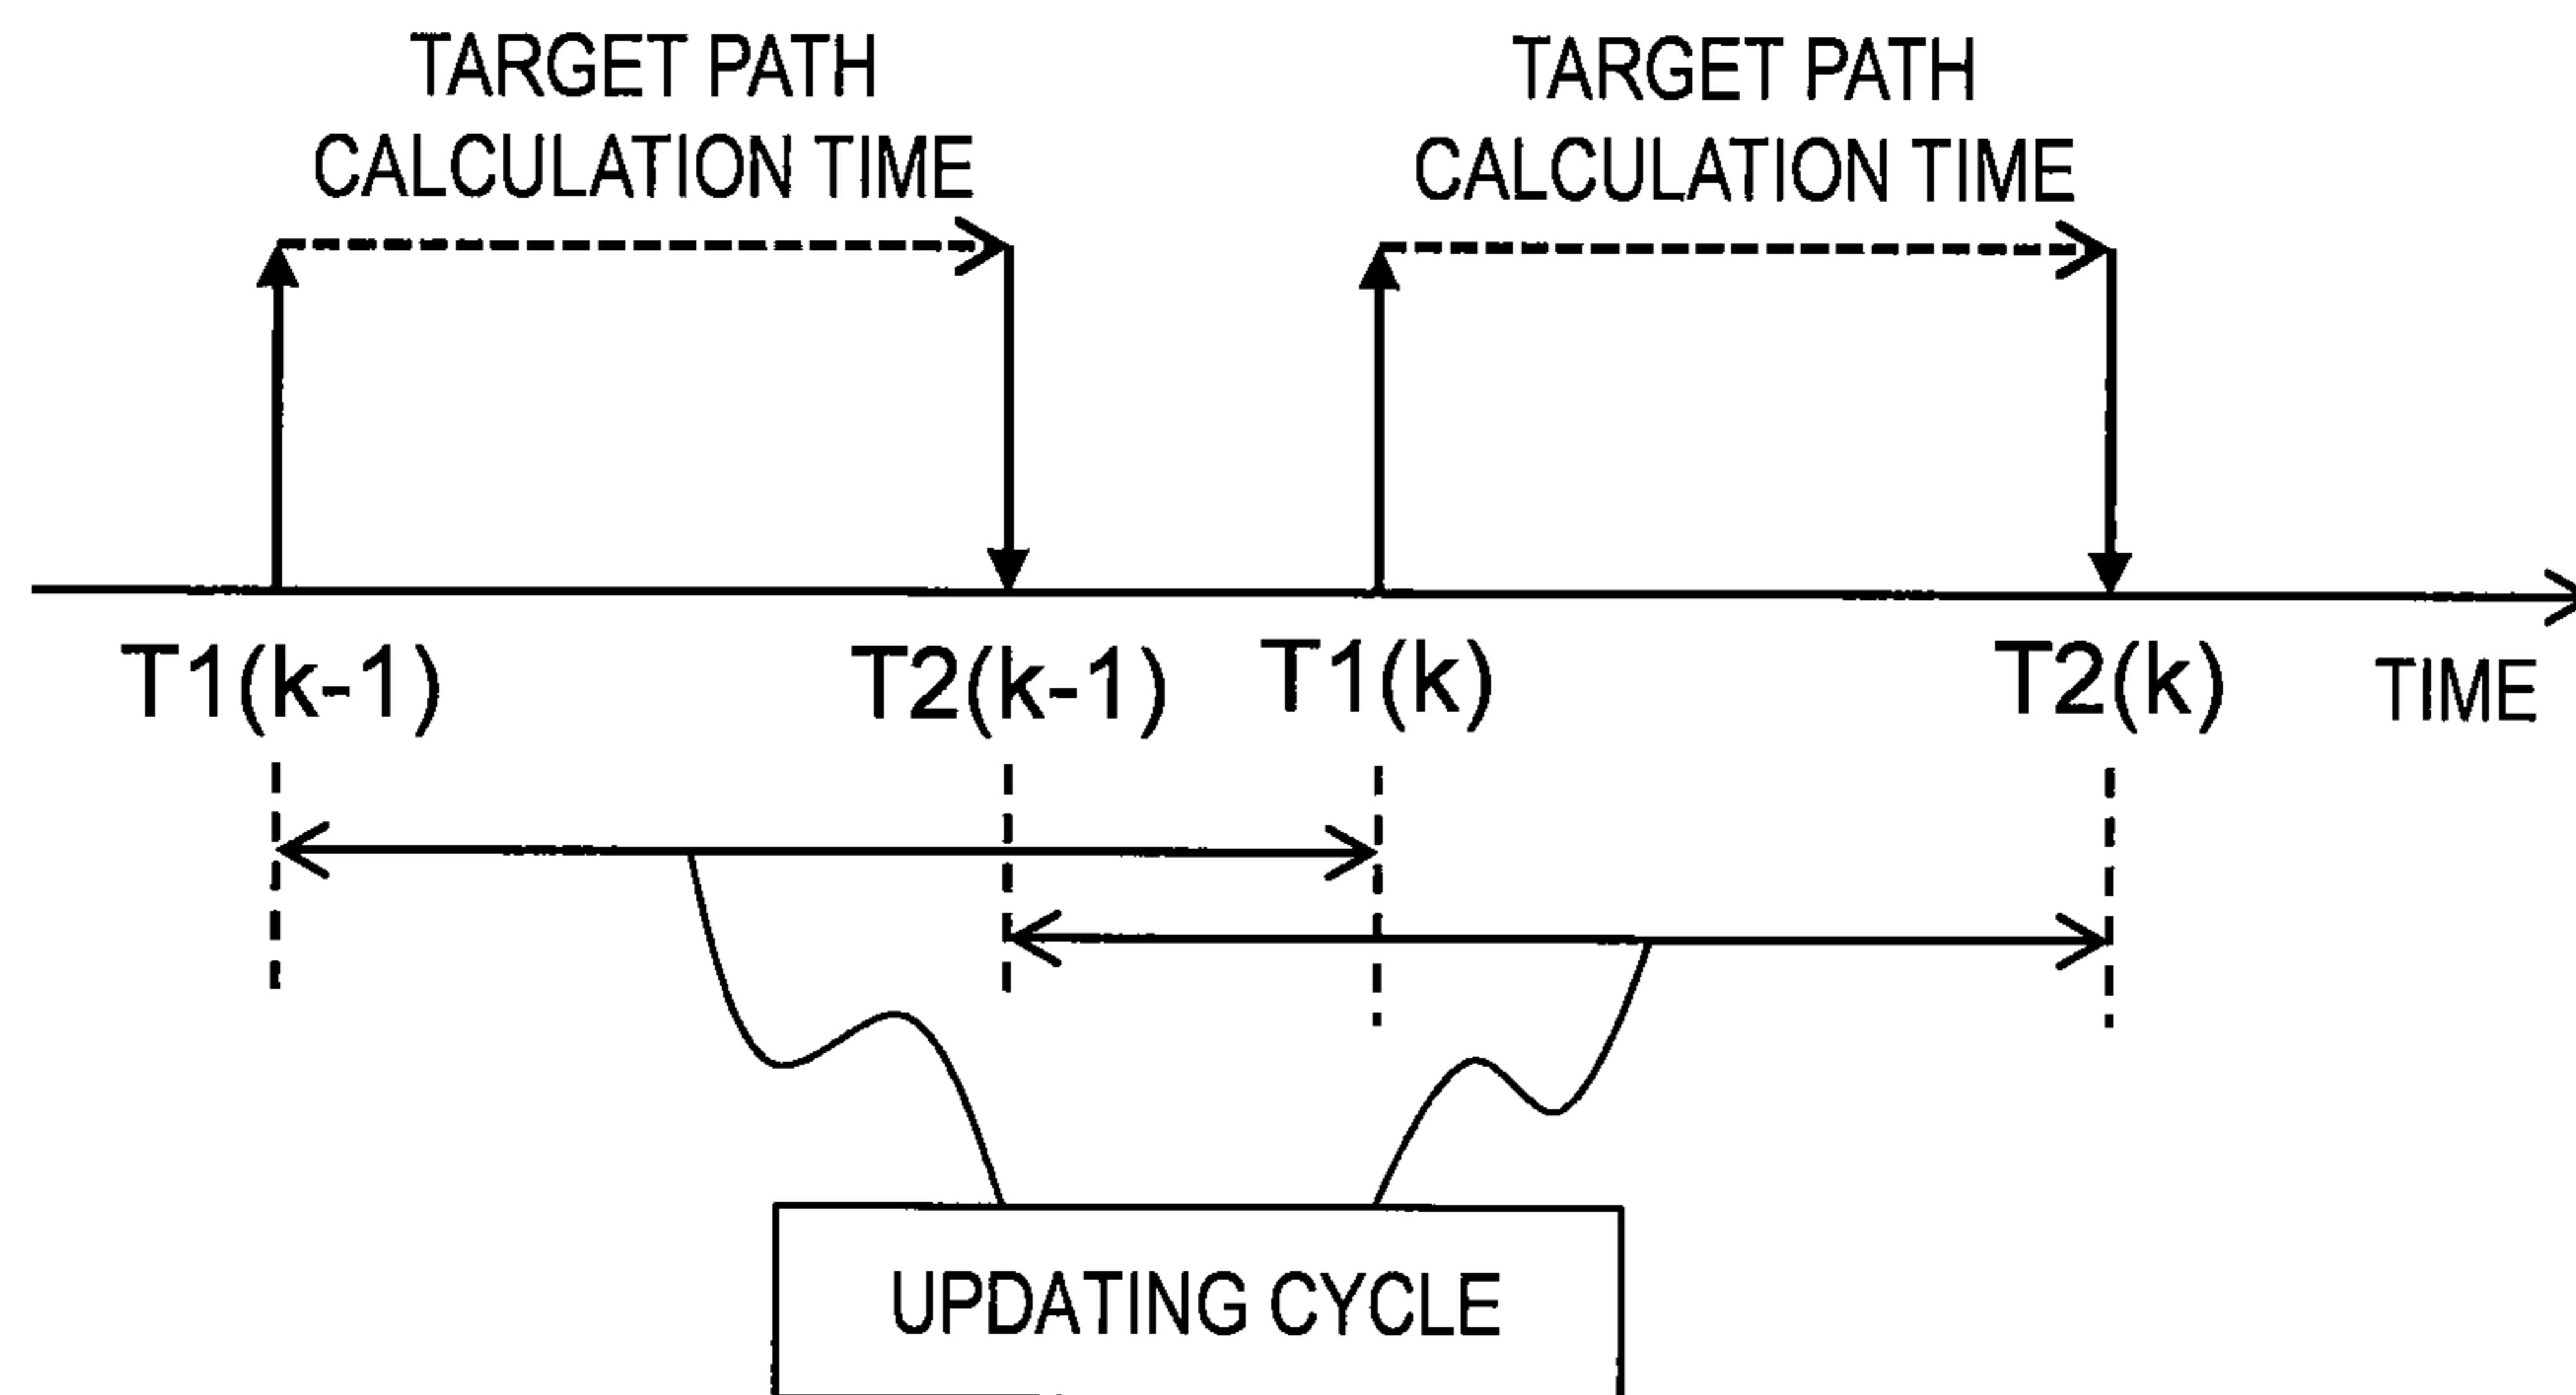 TARGET PATH
CALCULATION TIME
TARGET PATH
CALCULATION TIME
T1(k-1)
T2(k-1)
T1(k)
T2(k)
TIME
UPDATING CYCLE